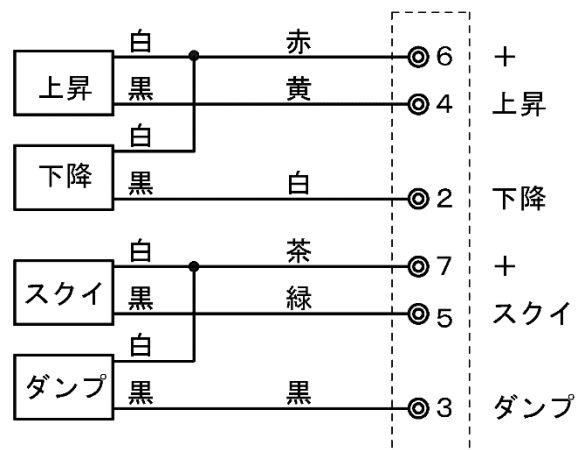 白 赤 6 +
上昇 黒 黄 4 上昇
白
下降 黒 白 2 下降
白 茶 7 +
スクイ 黒 緑 5 スクイ
白
ダンプ 黒 黒 3 ダンプ